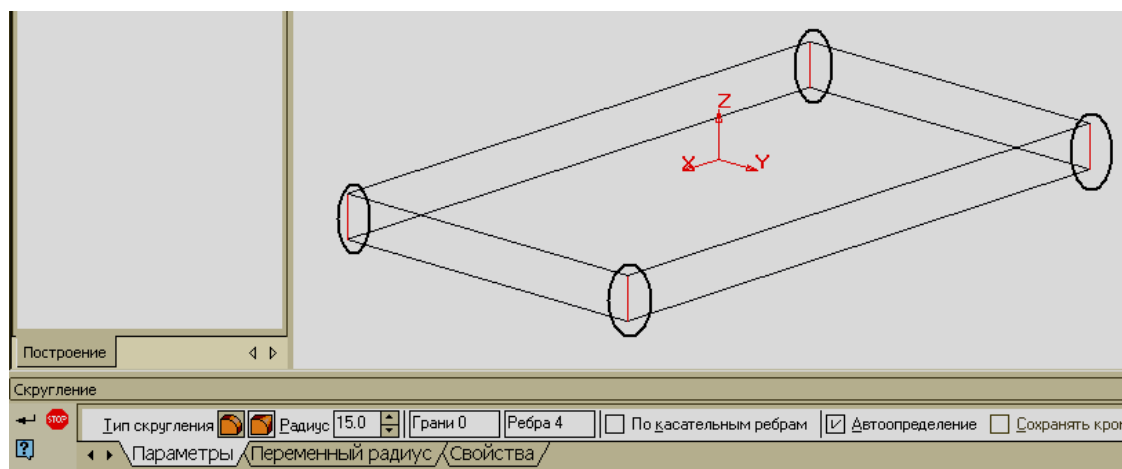 Z
X Y
Построение
Скругление
STOP Тип скругления Радиус 15.0 Грани 0 Ребра 4 По касательным ребрам Автоопределение Сохранять кро
? Параметры Переменный радиус Свойства